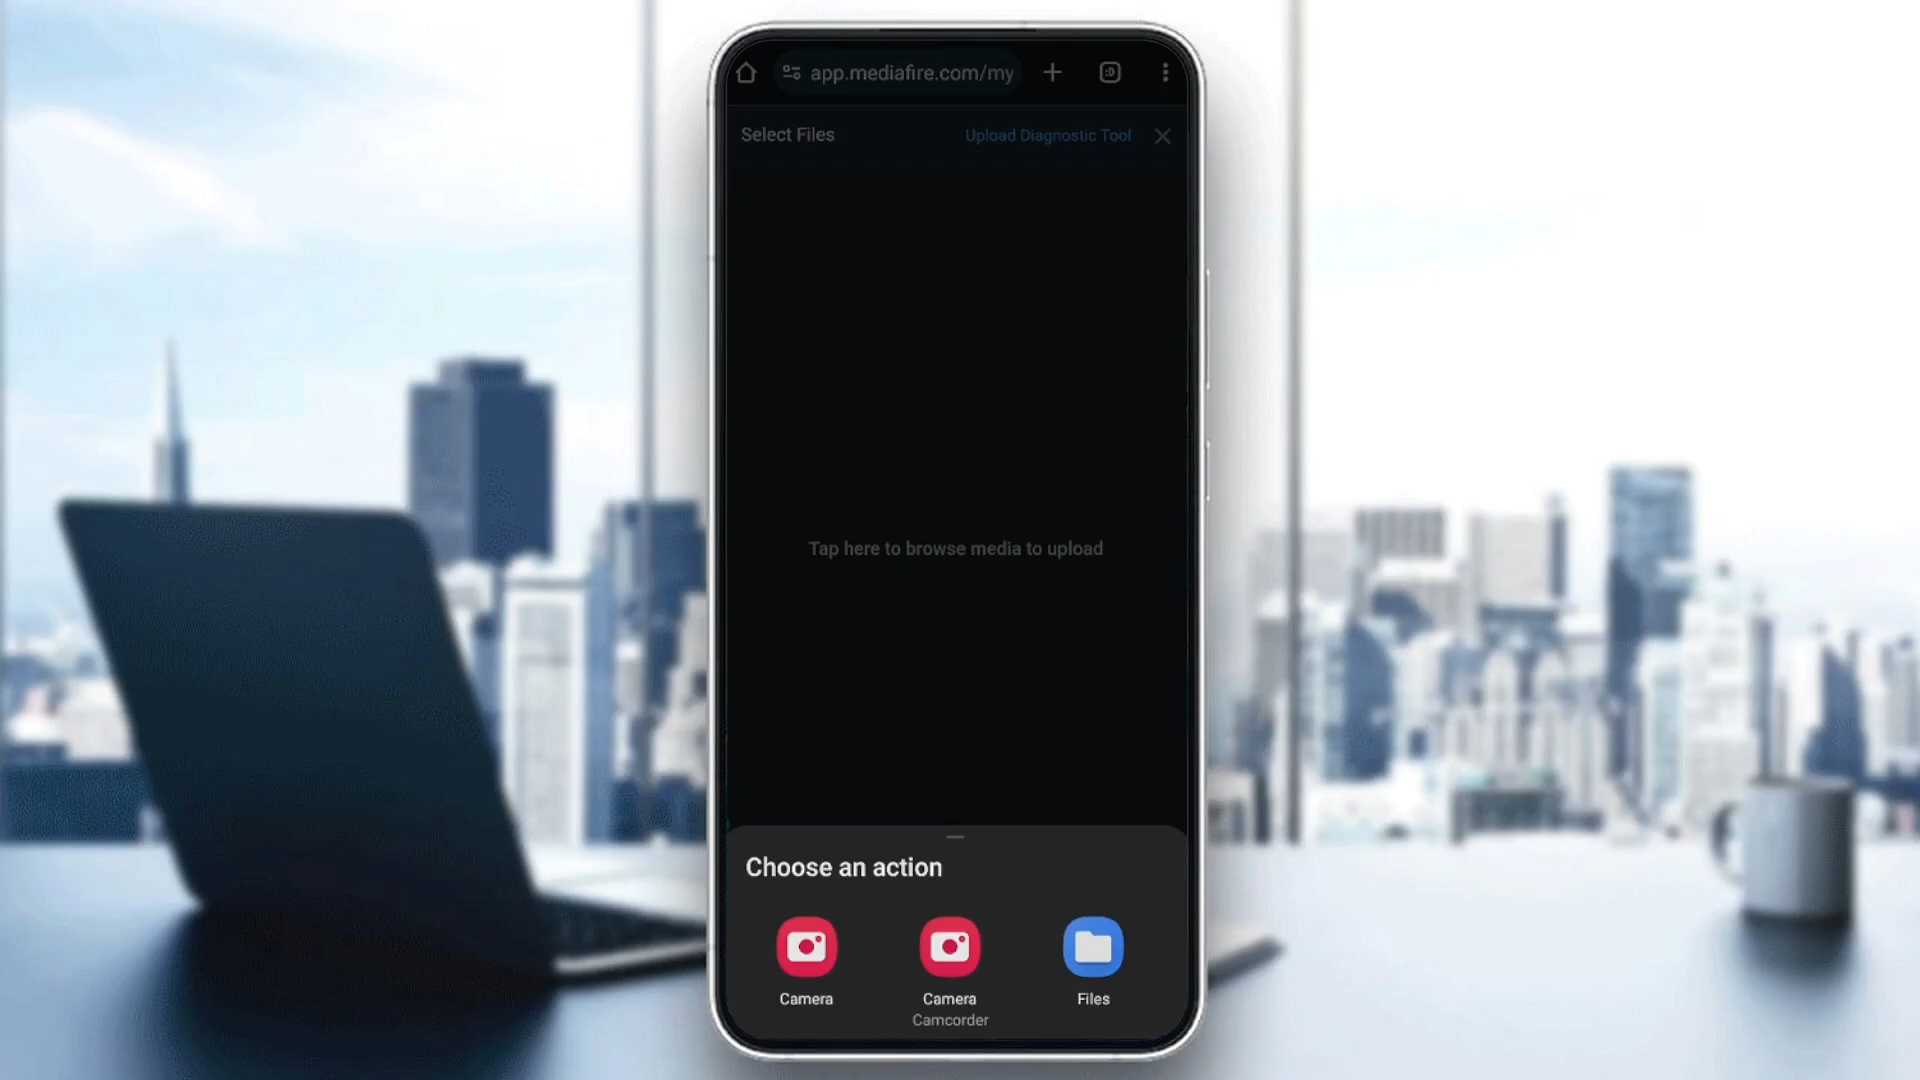 app.mediafire.com/my
:D
Select Files
Upload Diagnostic Tool
Tap here to browse media to upload
Choose an action
Camera
Camera
Files
Camcorder